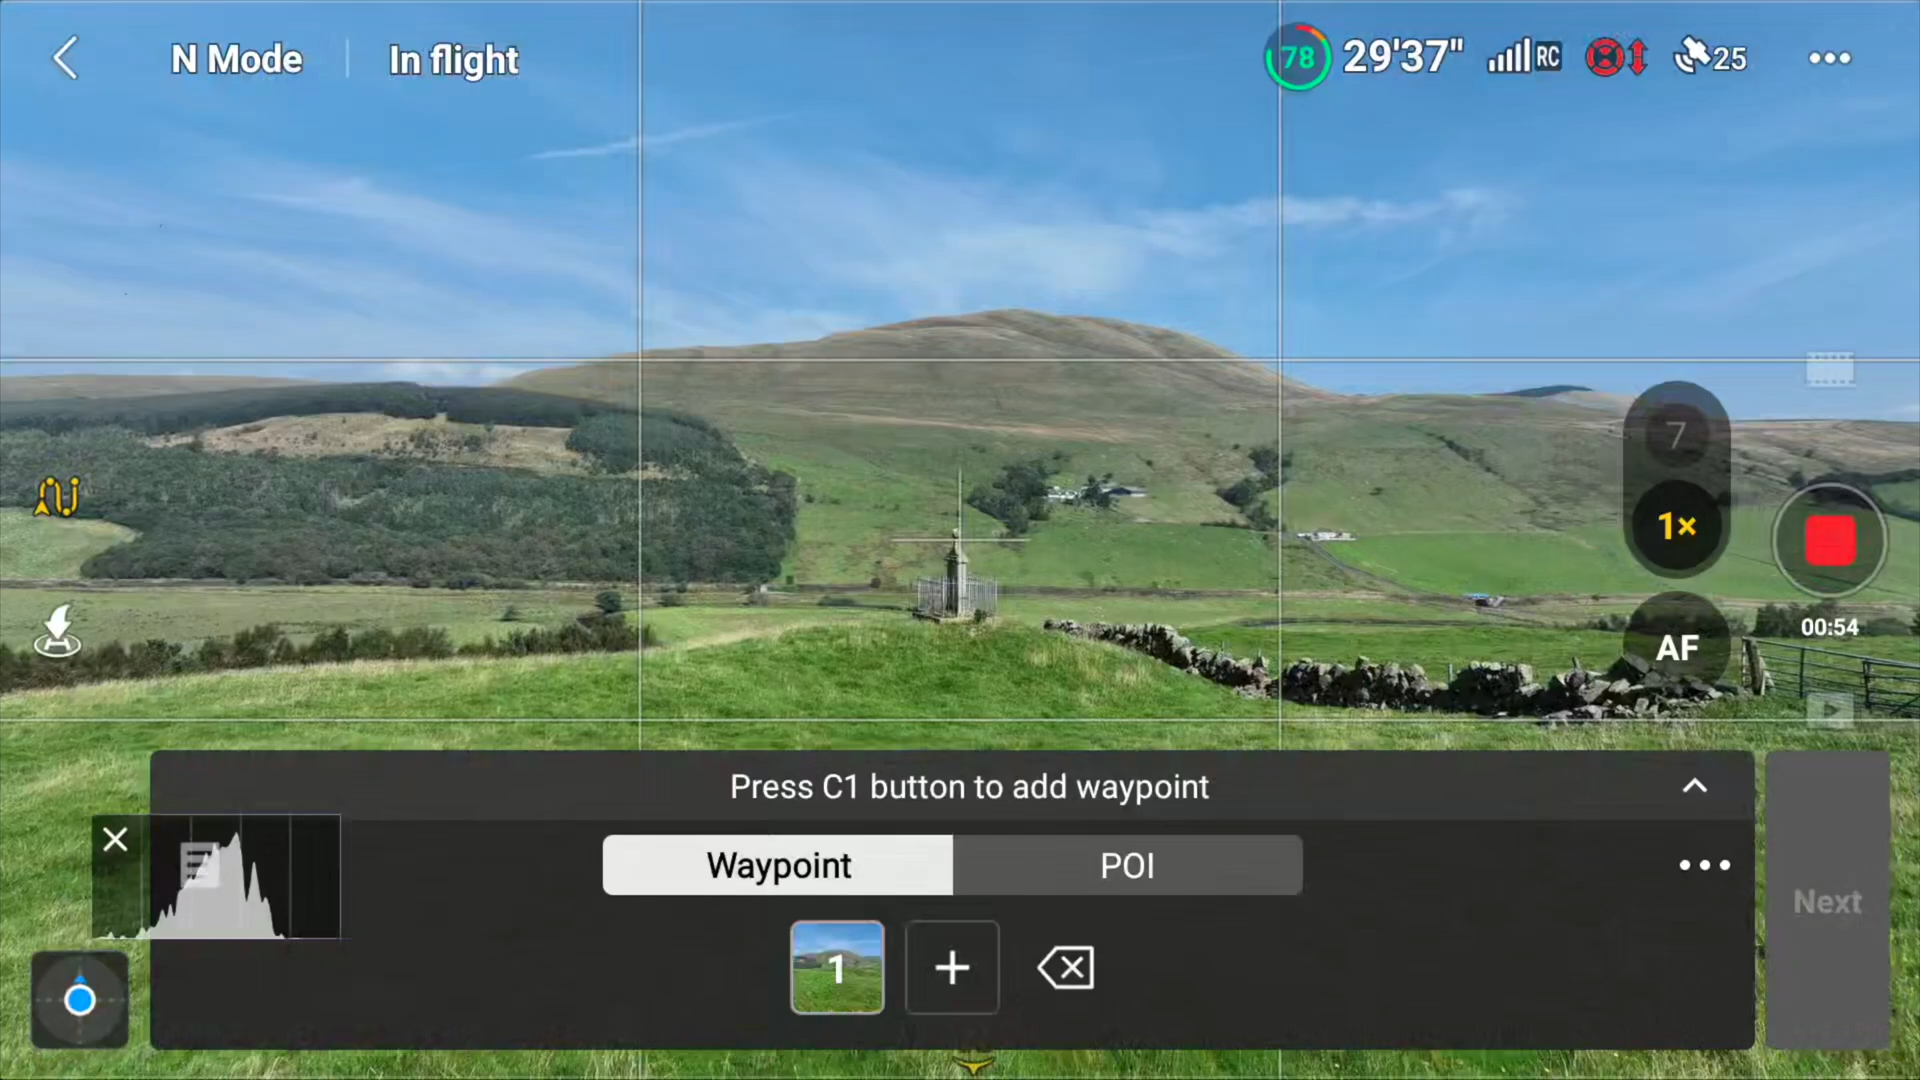 N Mode In flight 78 29'37" RC 25
7
1×
00:54
AF
Press C1 button to add waypoint
Waypoint POI
Next
1